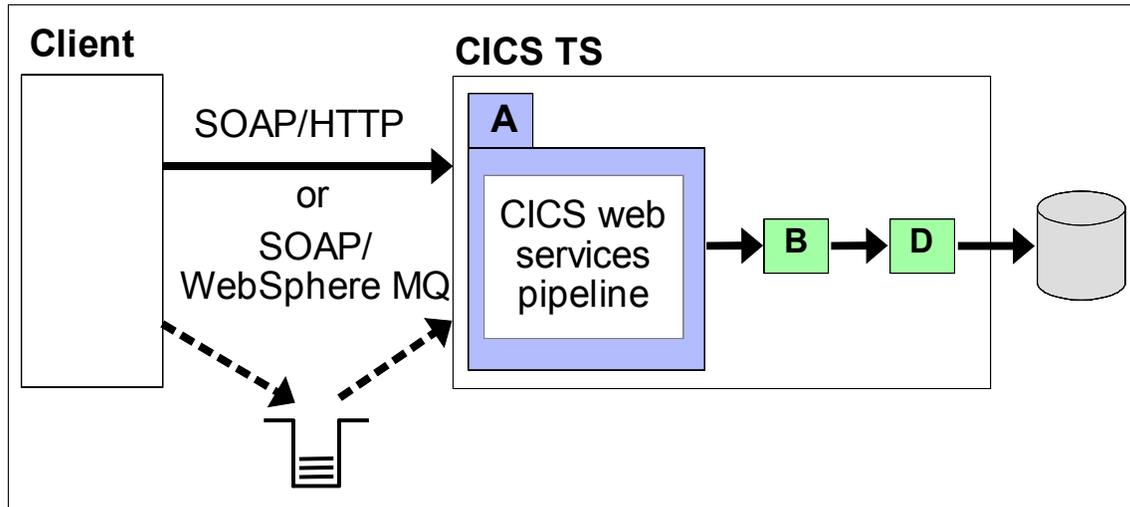 Client
CICS TS
SOAP/HTTP
or
SOAP/
WebSphere MQ
A
CICS web
services
pipeline
B
D